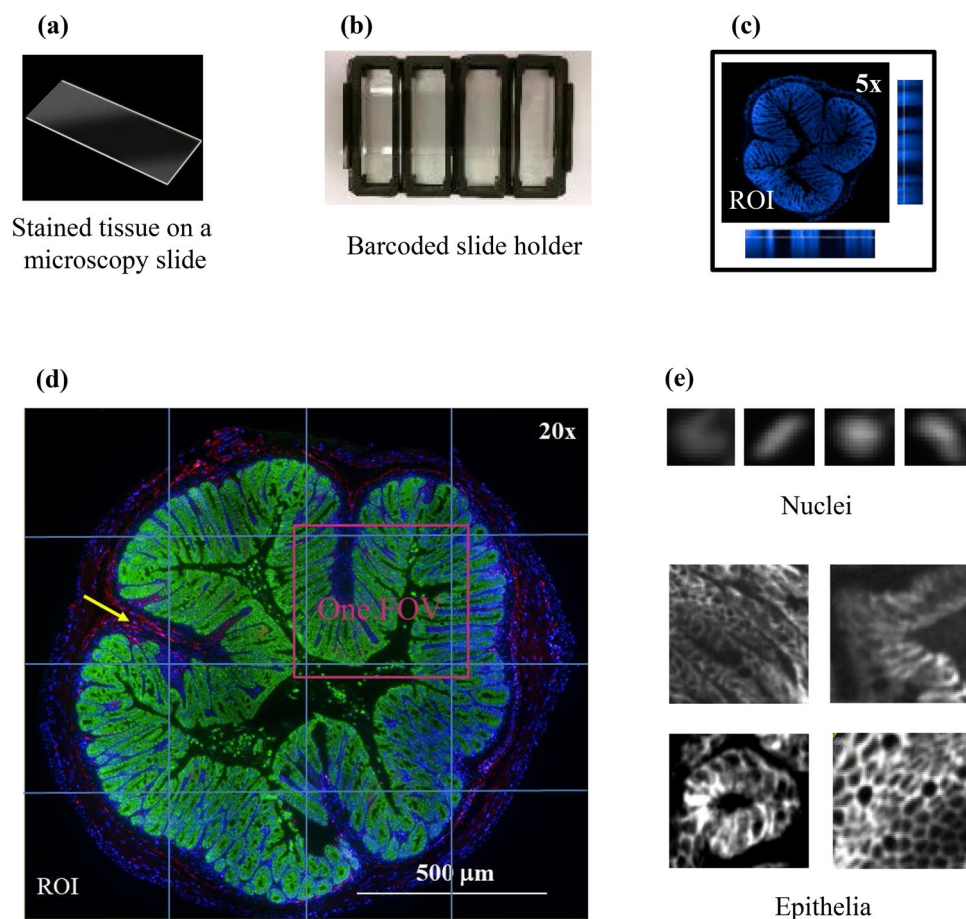 (a)
(b)
(c)
5x
ROI
Stained tissue on a
microscopy slide
Barcoded slide holder
(d)
(e)
20x
Nuclei
One FOV
ROI
500 μm
Epithelia